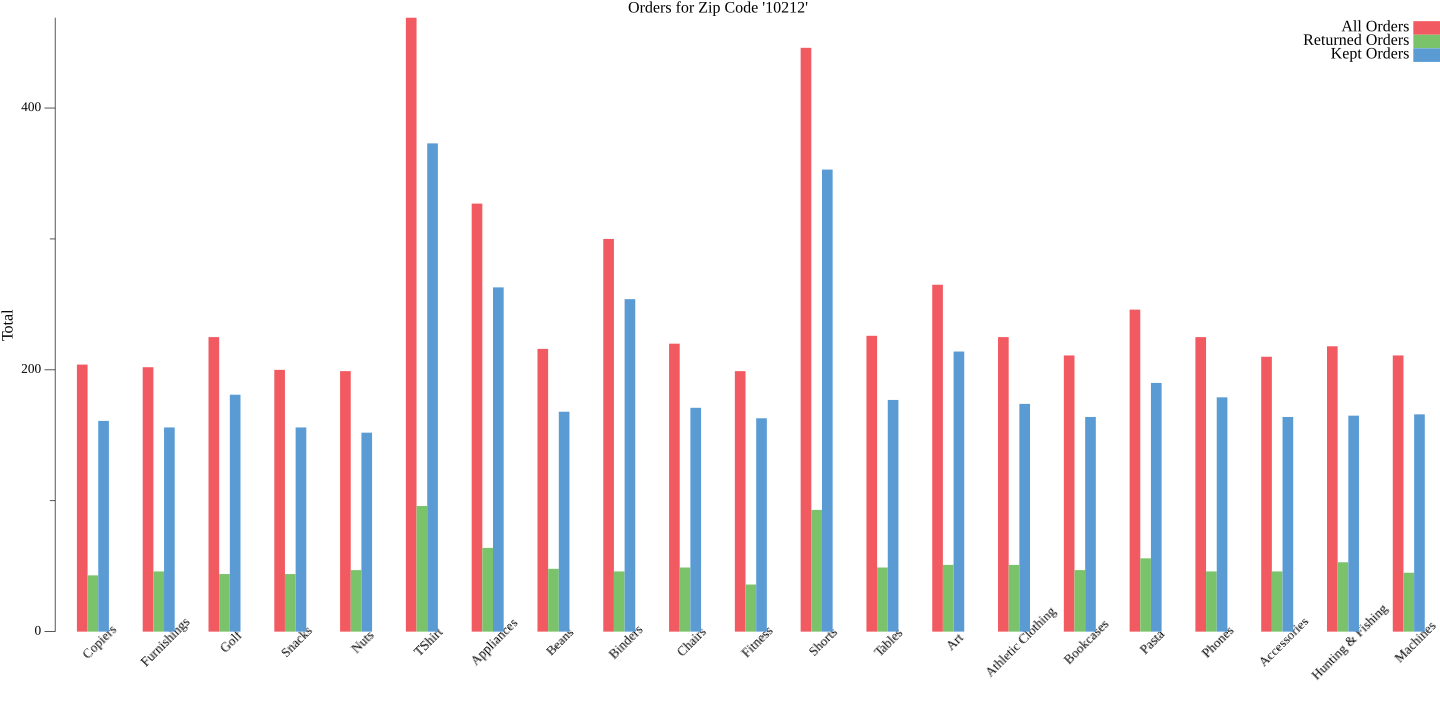 Orders for Zip Code '10212'
All Orders
Returned Orders
Kept Orders
Total
400
200
0
Copiers
Furnishings
Golf
Snacks
Nuts
TShirt
Appliances
Beans
Binders
Chairs
Fitness
Shorts
Tables
Art
Athletic Clothing
Bookcases
Pasta
Phones
Accessories
Hunting & Fishing
Machines